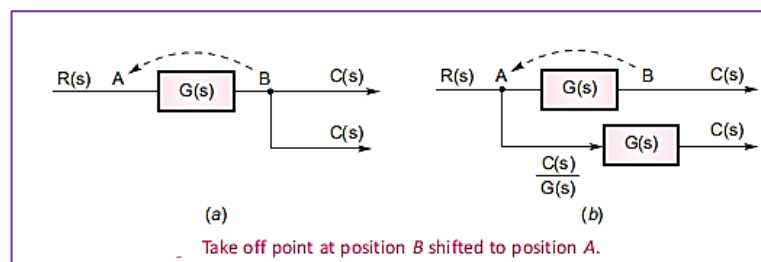 R(s) A B C(s)
G(s)
C(s)
(a)
R(s) A B C(s)
G(s)
C(s)
G(s)
C(s)
G(s)
(b)
Take off point at position B shifted to position A.